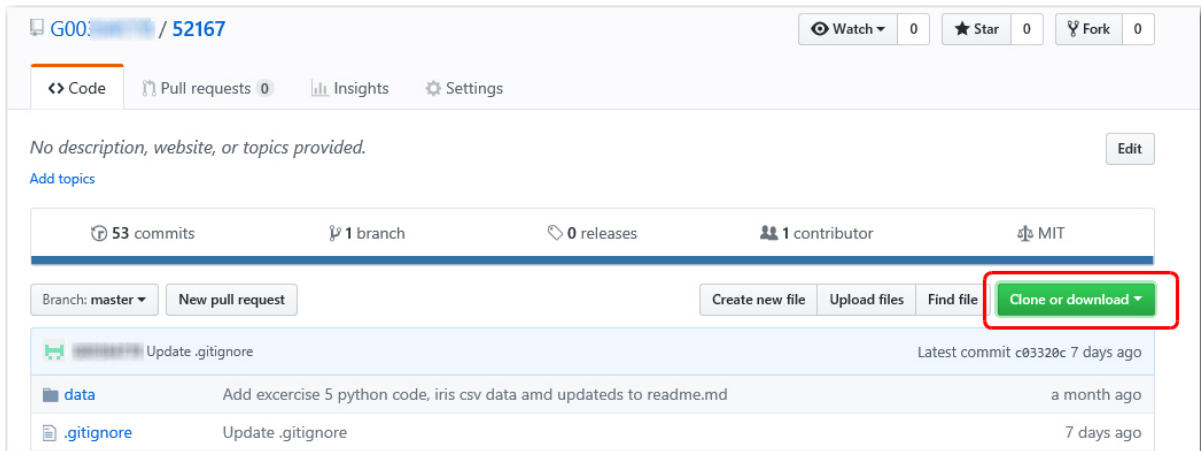 G00 / 52167
Watch 0 Star 0 Fork 0
Code Pull requests 0 Insights Settings
No description, website, or topics provided.
Edit
Add topics
53 commits 1 branch 0 releases 1 contributor MIT
Branch: master New pull request Create new file Upload files Find file Clone or download
Update .gitignore Latest commit c03320c 7 days ago
data Add excercise 5 python code, iris csv data amd updateds to readme.md a month ago
.gitignore Update .gitignore 7 days ago